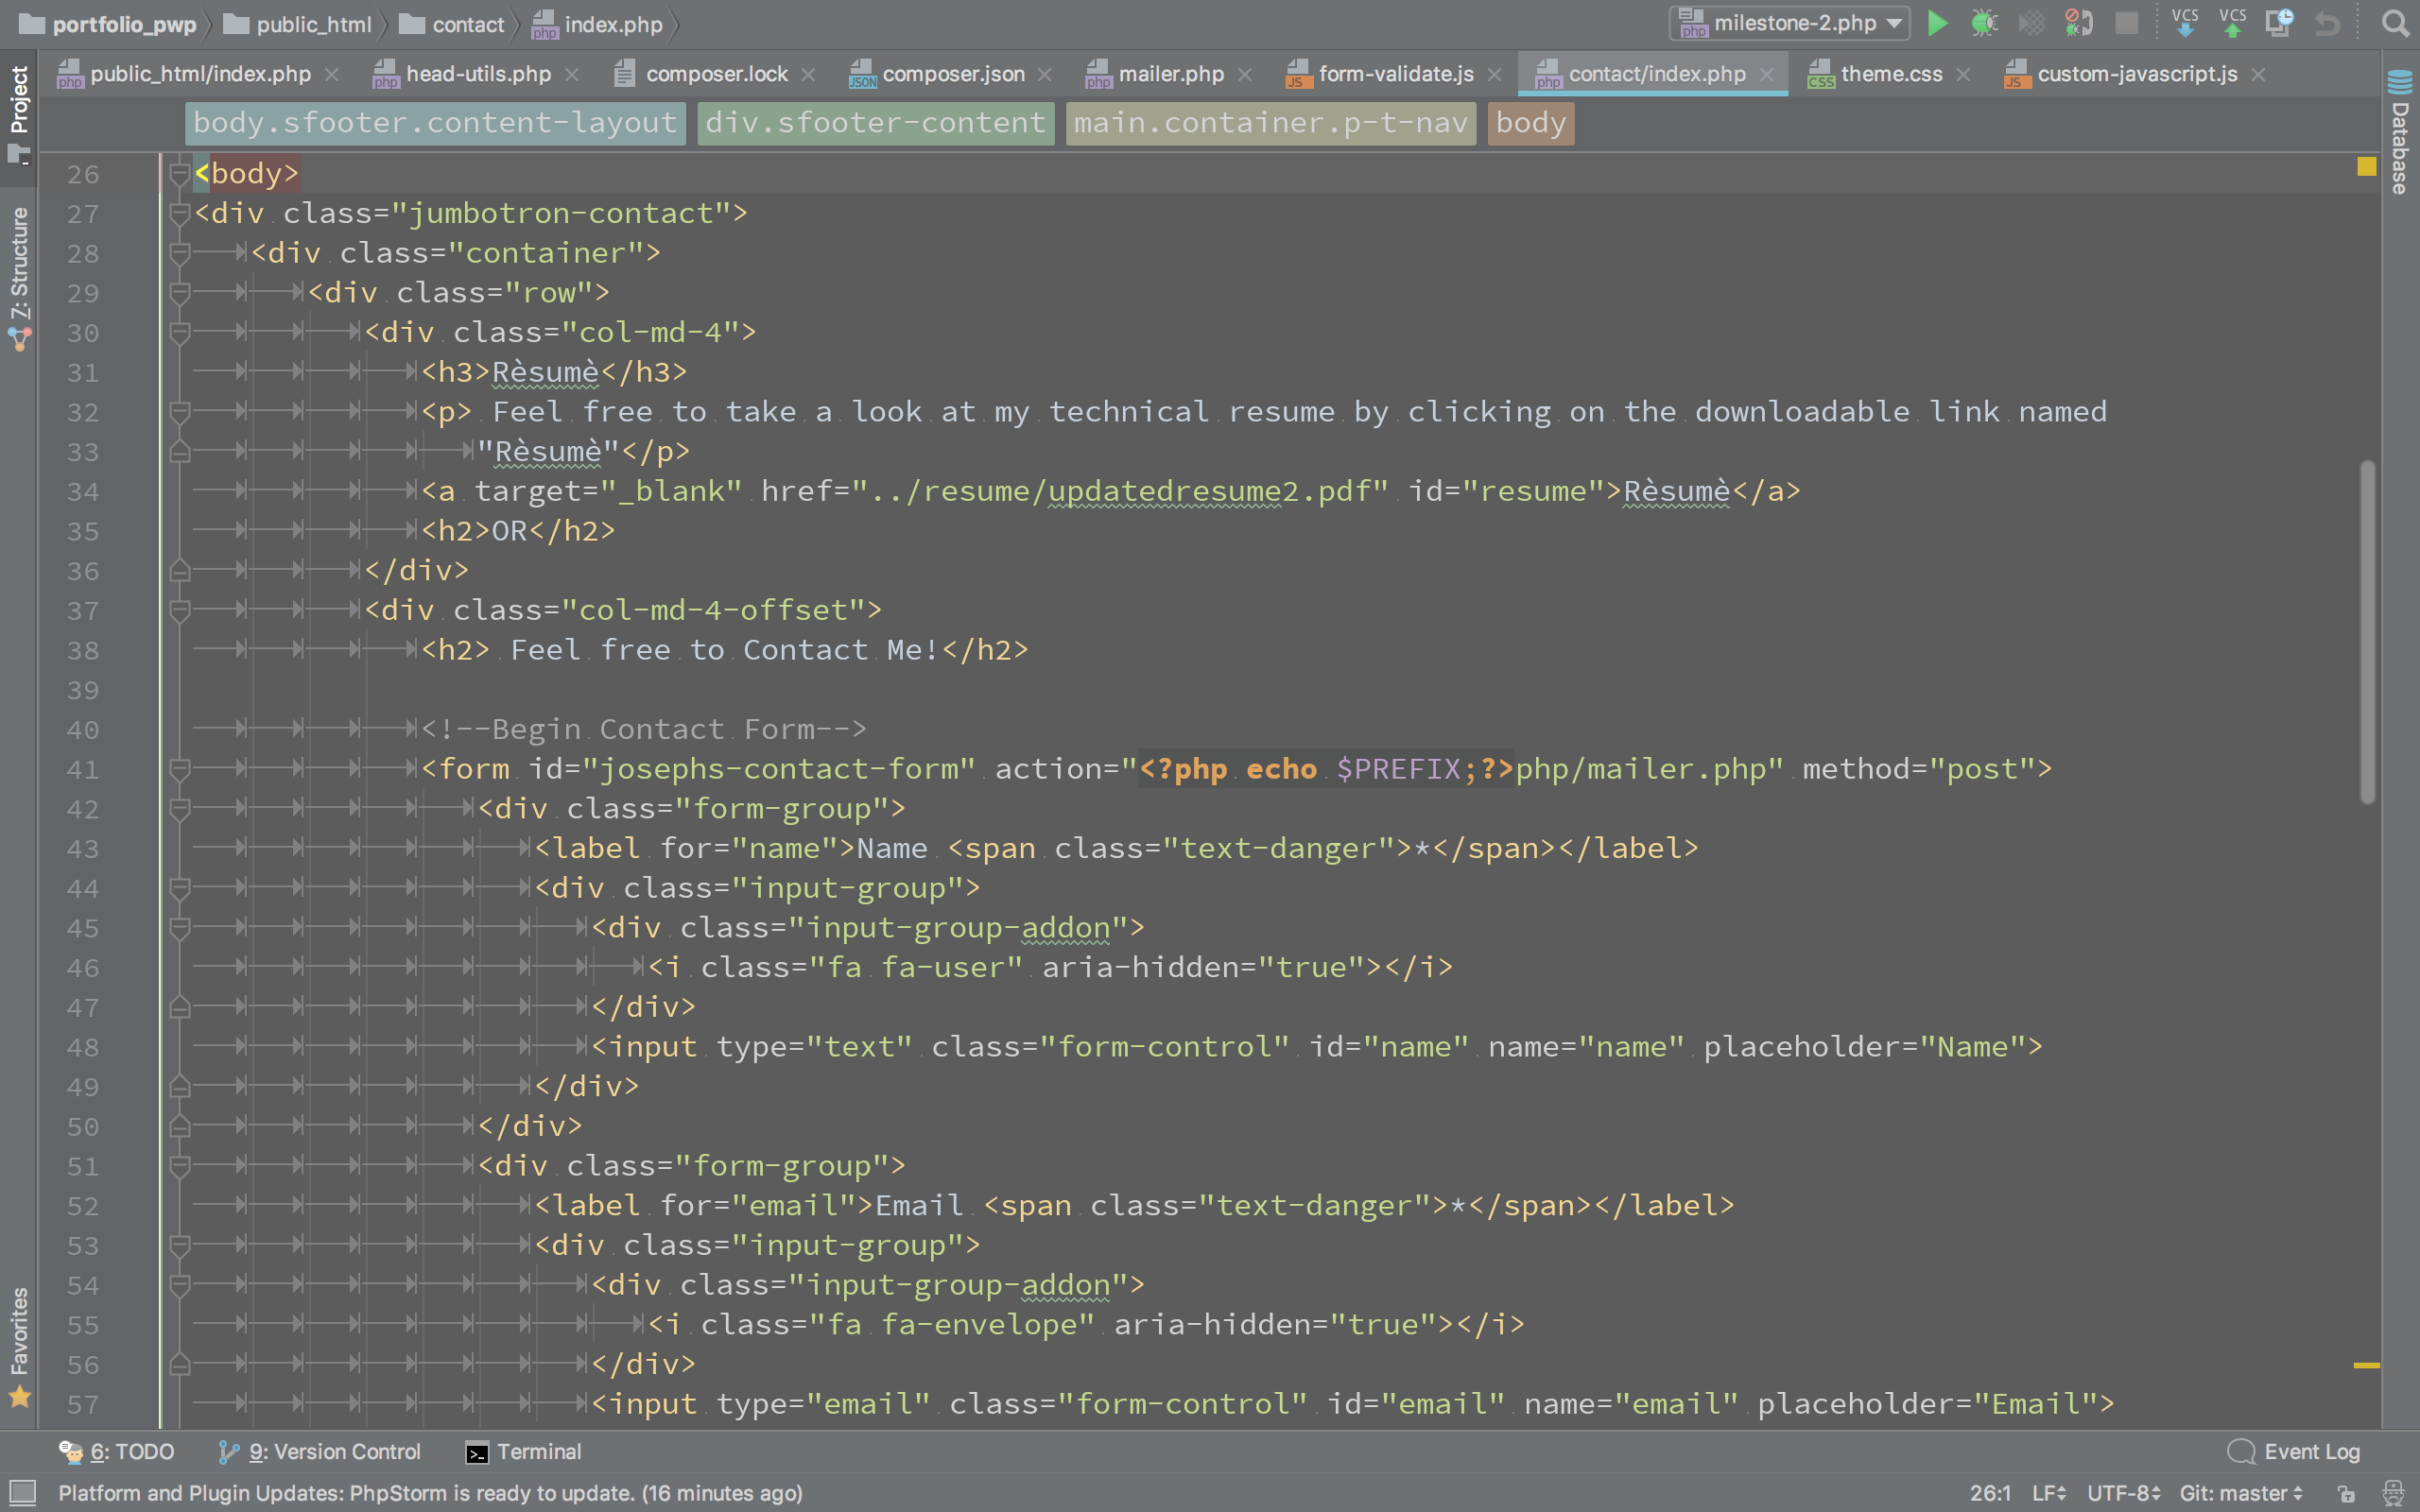 portfolio_pwp public_html contact index.php milestone-2.php VCS VCS
public_html/index.php head-utils.php composer.lock composer.json mailer.php form-validate.js contact/index.php theme.css custom-javascript.js
body.sfooter.content-layout div.sfooter-content main.container.p-t-nav body
Project
Z: Structure
Favorites
Database
26 <body>
27 <div class="jumbotron-contact">
28 <div class="container">
29 <div class="row">
30 <div class="col-md-4">
31 <h3>Rèsumè</h3>
32 <p> Feel free to take a look at my technical resume by clicking on the downloadable link named
33 "Rèsumè"</p>
34 <a target="_blank" href="../resume/updatedresume2.pdf" id="resume">Rèsumè</a>
35 <h2>OR</h2>
36 </div>
37 <div class="col-md-4-offset">
38 <h2> Feel free to Contact Me!</h2>
39
40 <!--Begin Contact Form-->
41 <form id="josephs-contact-form" action="<?php echo $PREFIX;?>php/mailer.php" method="post">
42 <div class="form-group">
43 <label for="name">Name <span class="text-danger">*</span></label>
44 <div class="input-group">
45 <div class="input-group-addon">
46 <i class="fa fa-user" aria-hidden="true"></i>
47 </div>
48 <input type="text" class="form-control" id="name" name="name" placeholder="Name">
49 </div>
50 </div>
51 <div class="form-group">
52 <label for="email">Email <span class="text-danger">*</span></label>
53 <div class="input-group">
54 <div class="input-group-addon">
55 <i class="fa fa-envelope" aria-hidden="true"></i>
56 </div>
57 <input type="email" class="form-control" id="email" name="email" placeholder="Email">
6: TODO 9: Version Control Terminal Event Log
Platform and Plugin Updates: PhpStorm is ready to update. (16 minutes ago) 26:1 LF UTF-8 Git: master